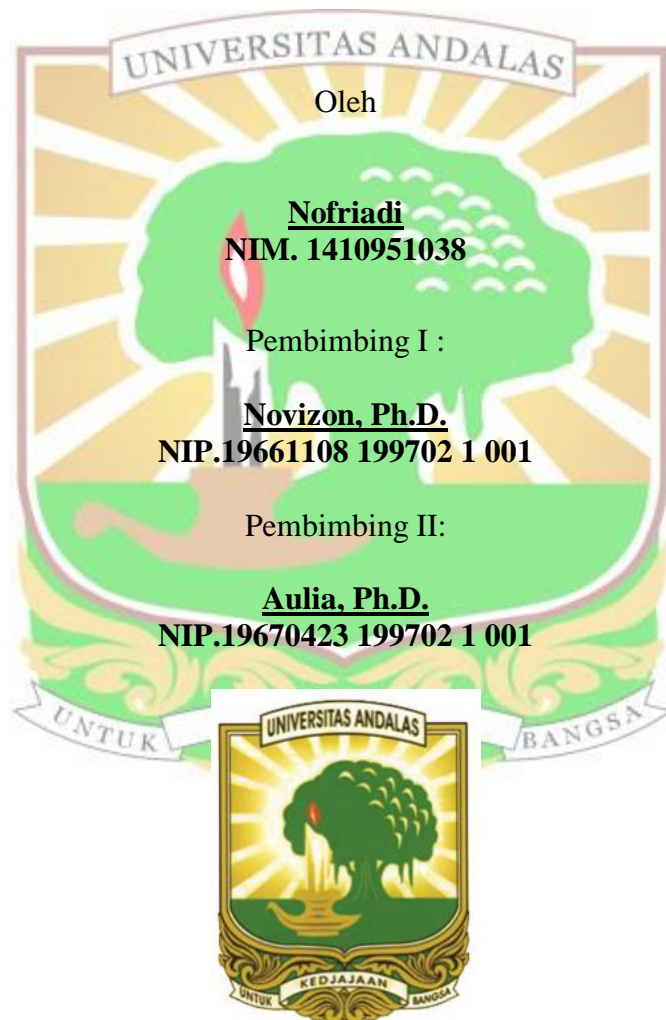 UNIVERSITAS ANDALAS
Oleh
Nofriadi
NIM. 1410951038
Pembimbing I :
Novizon, Ph.D.
NIP.19661108 199702 1 001
Pembimbing II:
Aulia, Ph.D.
NIP.19670423 199702 1 001
UNTUK BANGSA
UNIVERSITAS ANDALAS
UNTUK KEDJAJAAN BANGSA